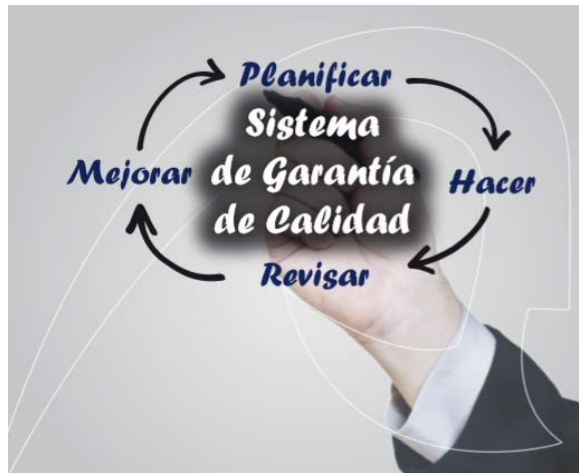 Planificar
Sistema
de Garantía
de Calidad
Mejorar
Hacer
Revisar